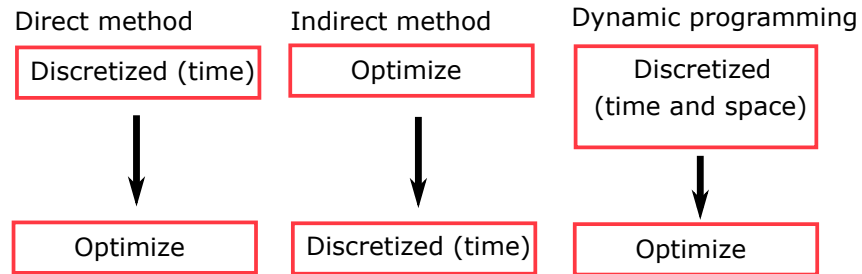 Direct method
Discretized (time)
Optimize
Indirect method
Optimize
Discretized (time)
Dynamic programming
Discretized
(time and space)
Optimize